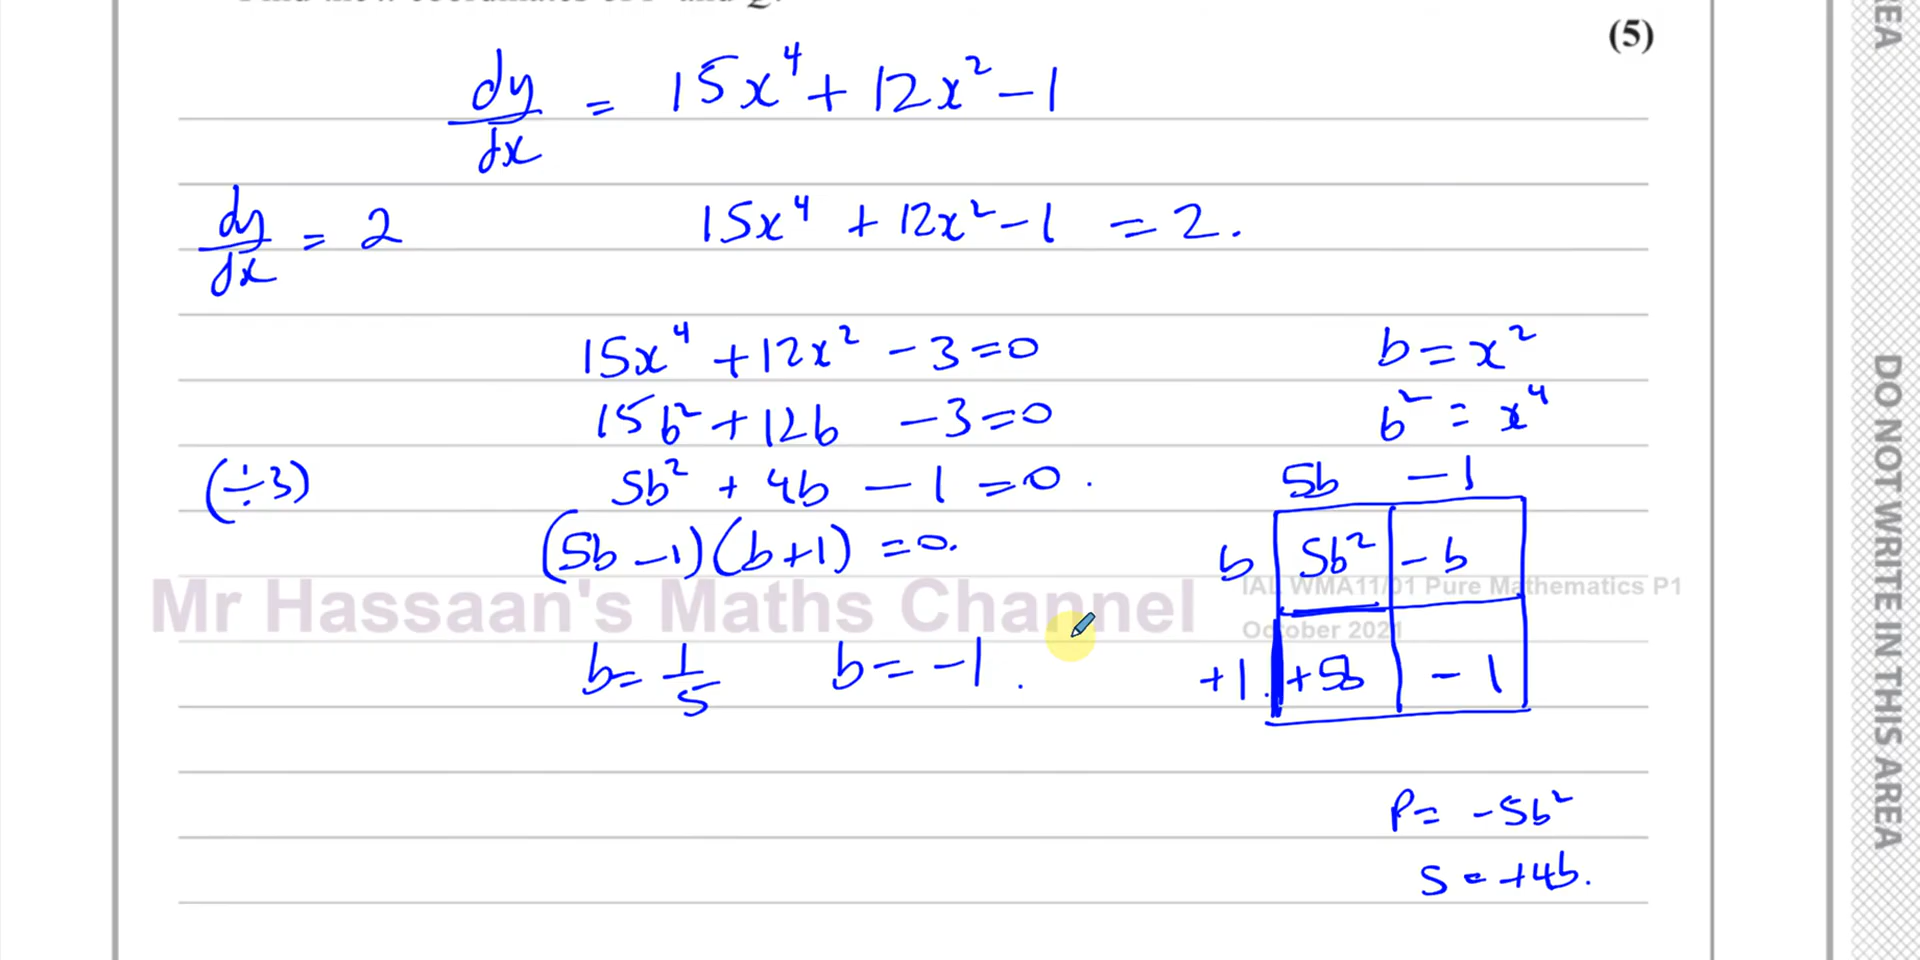 (5)
dy/dx = 15x⁴ + 12x² - 1
dy/dx = 2 15x⁴ + 12x² - 1 = 2.
15x⁴ + 12x² - 3 = 0 b = x²
15b² + 12b - 3 = 0 b² = x⁴
(÷3) 5b² + 4b - 1 = 0. 5b - 1
(5b - 1)(b + 1) = 0. b 5b² - b
Mr Hassaan's Maths Channel IAL WMA11/01 Pure Mathematics P1
October 2021
b = 1/5 b = -1. +1. +5b - 1
P = -5b²
S = +4b.
DO NOT WRITE IN THIS AREA